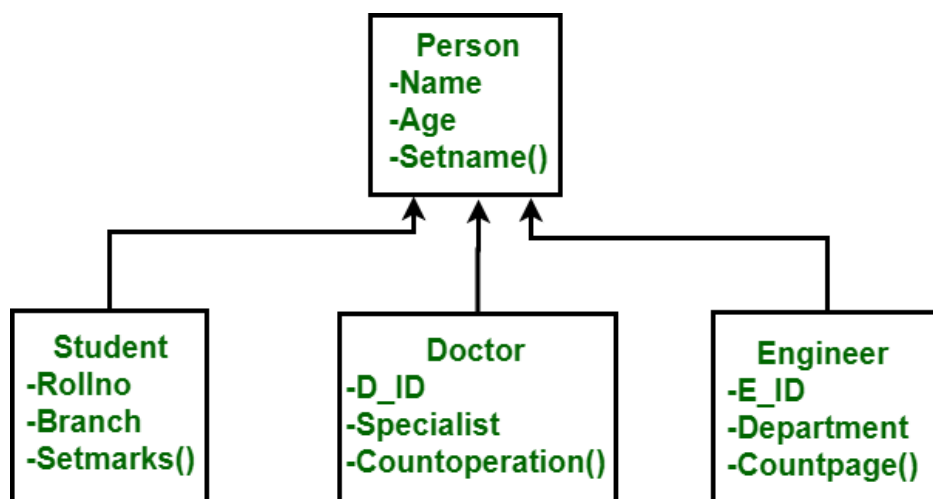 Person
-Name
-Age
-Setname()
Student
-Rollno
-Branch
-Setmarks()
Doctor
-D_ID
-Specialist
-Countoperation()
Engineer
-E_ID
-Department
-Countpage()